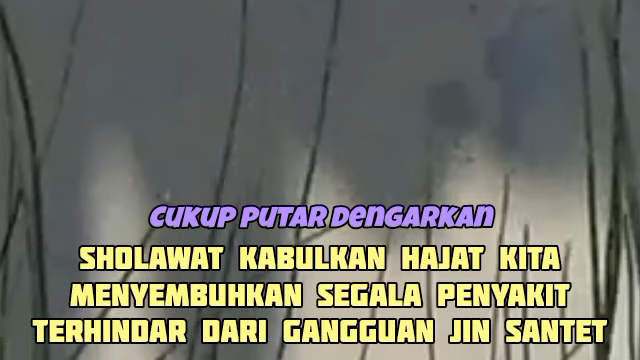 CUKUP PUTAR DENGARKAN
SHOLAWAT KABULKAN HAJAT KITA
MENYEMBUHKAN SEGALA PENYAKIT
TERHINDAR DARI GANGGUAN JIN SANTET